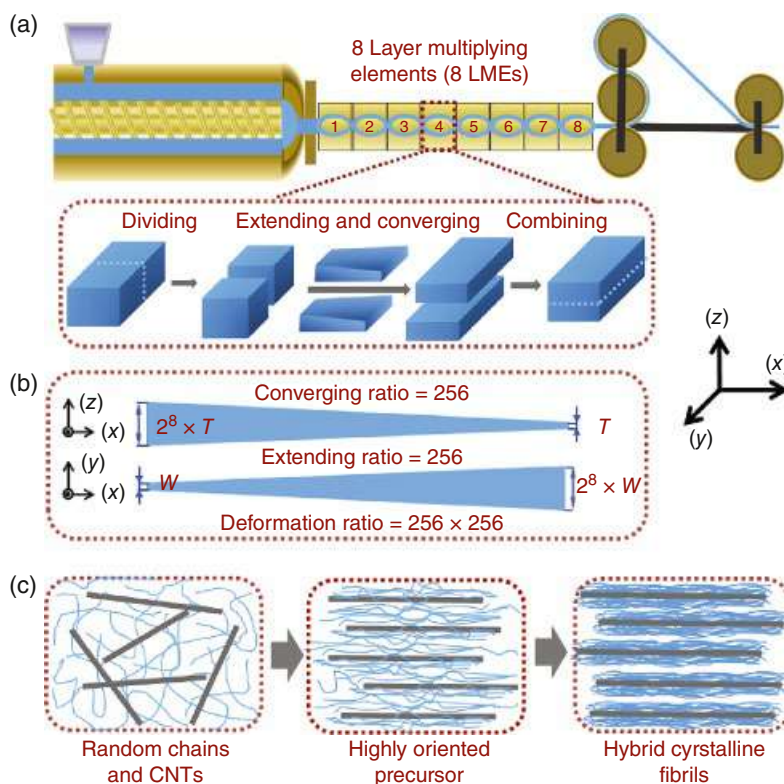 (a)
8 Layer multiplying
elements (8 LMEs)
1 2 3 4 5 6 7 8
Dividing Extending and converging Combining
(z)
(x)
(y)
(b)
Converging ratio = 256
(z)
(x)
2⁸ × T
T
Extending ratio = 256
(y)
(x)
W
2⁸ × W
Deformation ratio = 256 × 256
(c)
Random chains
and CNTs
Highly oriented
precursor
Hybrid cyrstalline
fibrils